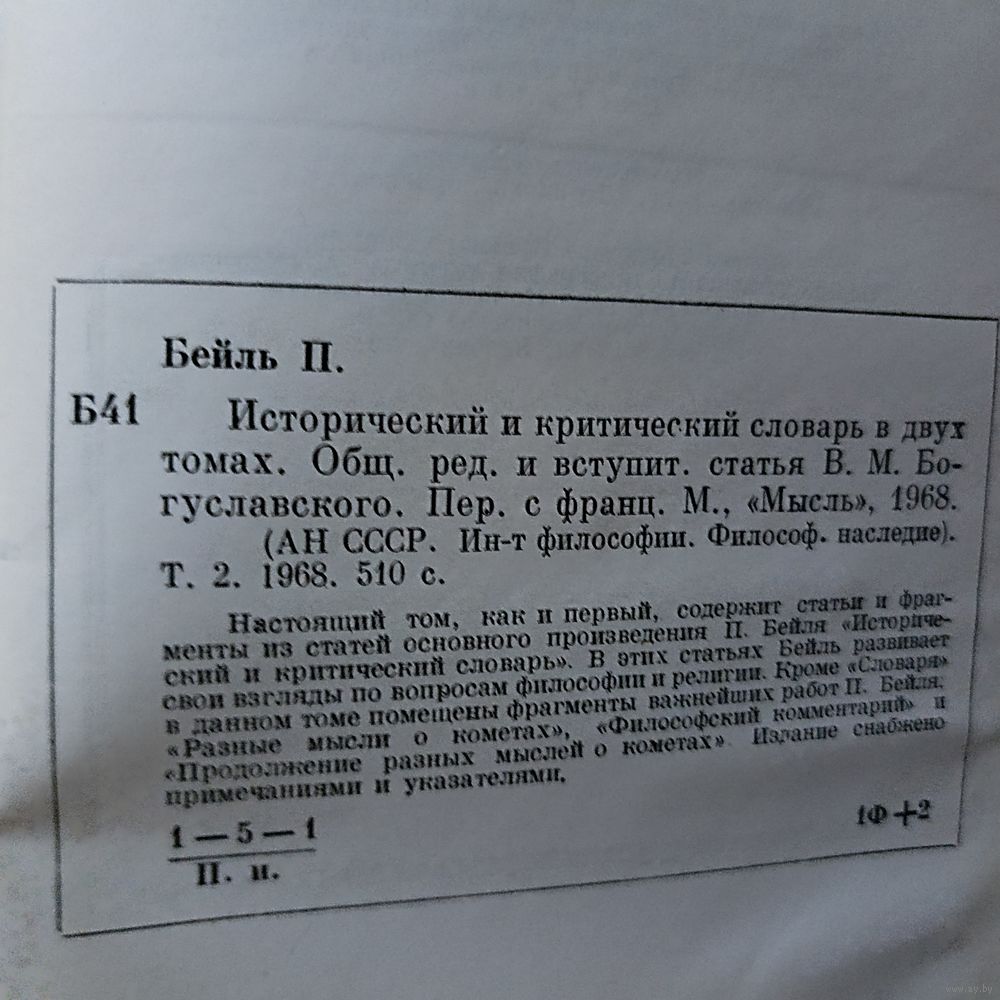 Бейль П.
Б41 Исторический и критический словарь в двух
томах. Общ. ред. и вступит. статья В. М. Бо-
гуславского. Пер. с франц. М., «Мысль», 1968.
(АН СССР. Ин-т философии. Философ. наследие).
Т. 2. 1968. 510 с.
Настоящий том, как и первый, содержит статьи и фраг-
менты из статей основного произведения П. Бейля «Историче-
ский и критический словарь». В этих статьях Бейль развивает
свои взгляды по вопросам философии и религии. Кроме «Словаря»
в данном томе помещены фрагменты важнейших работ П. Бейля:
«Разные мысли о кометах», «Философский комментарий» и
«Продолжение разных мыслей о кометах». Издание снабжено
примечаниями и указателями.
1 — 5 — 1
П. и.
1Ф+2
www.ay.by